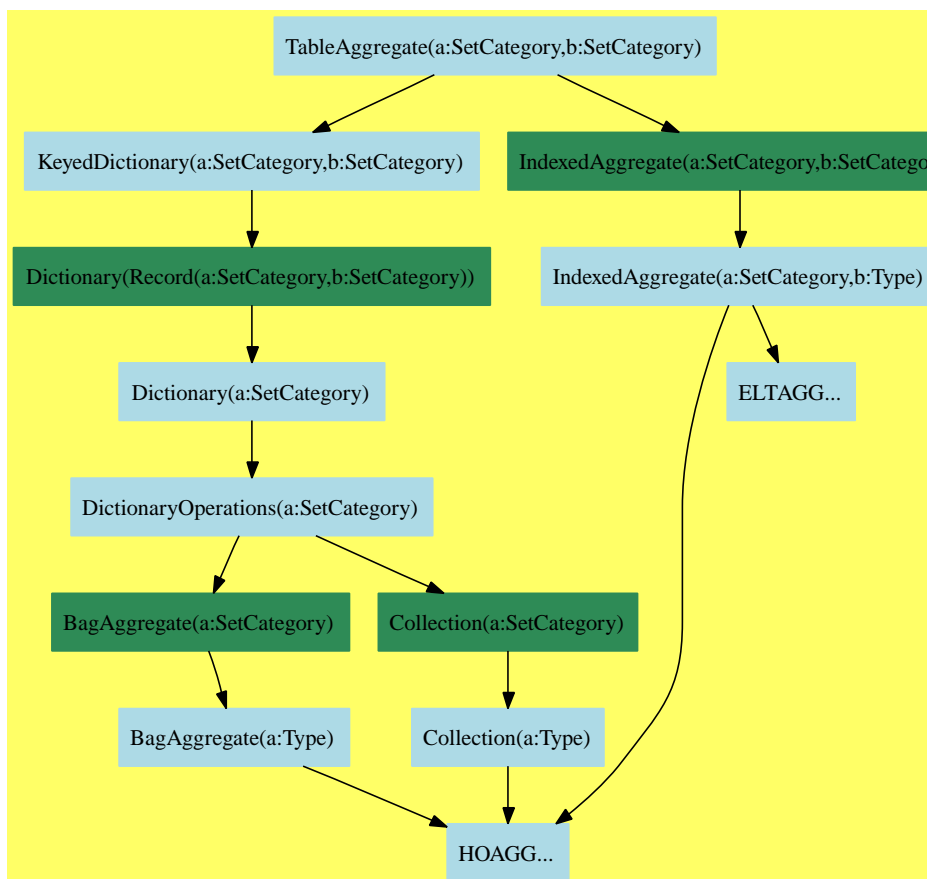 TableAggregate(a:SetCategory,b:SetCategory)
KeyedDictionary(a:SetCategory,b:SetCategory)
IndexedAggregate(a:SetCategory,b:SetCatego
Dictionary(Record(a:SetCategory,b:SetCategory))
IndexedAggregate(a:SetCategory,b:Type)
Dictionary(a:SetCategory)
ELTAGG...
DictionaryOperations(a:SetCategory)
BagAggregate(a:SetCategory)
Collection(a:SetCategory)
BagAggregate(a:Type)
Collection(a:Type)
HOAGG...